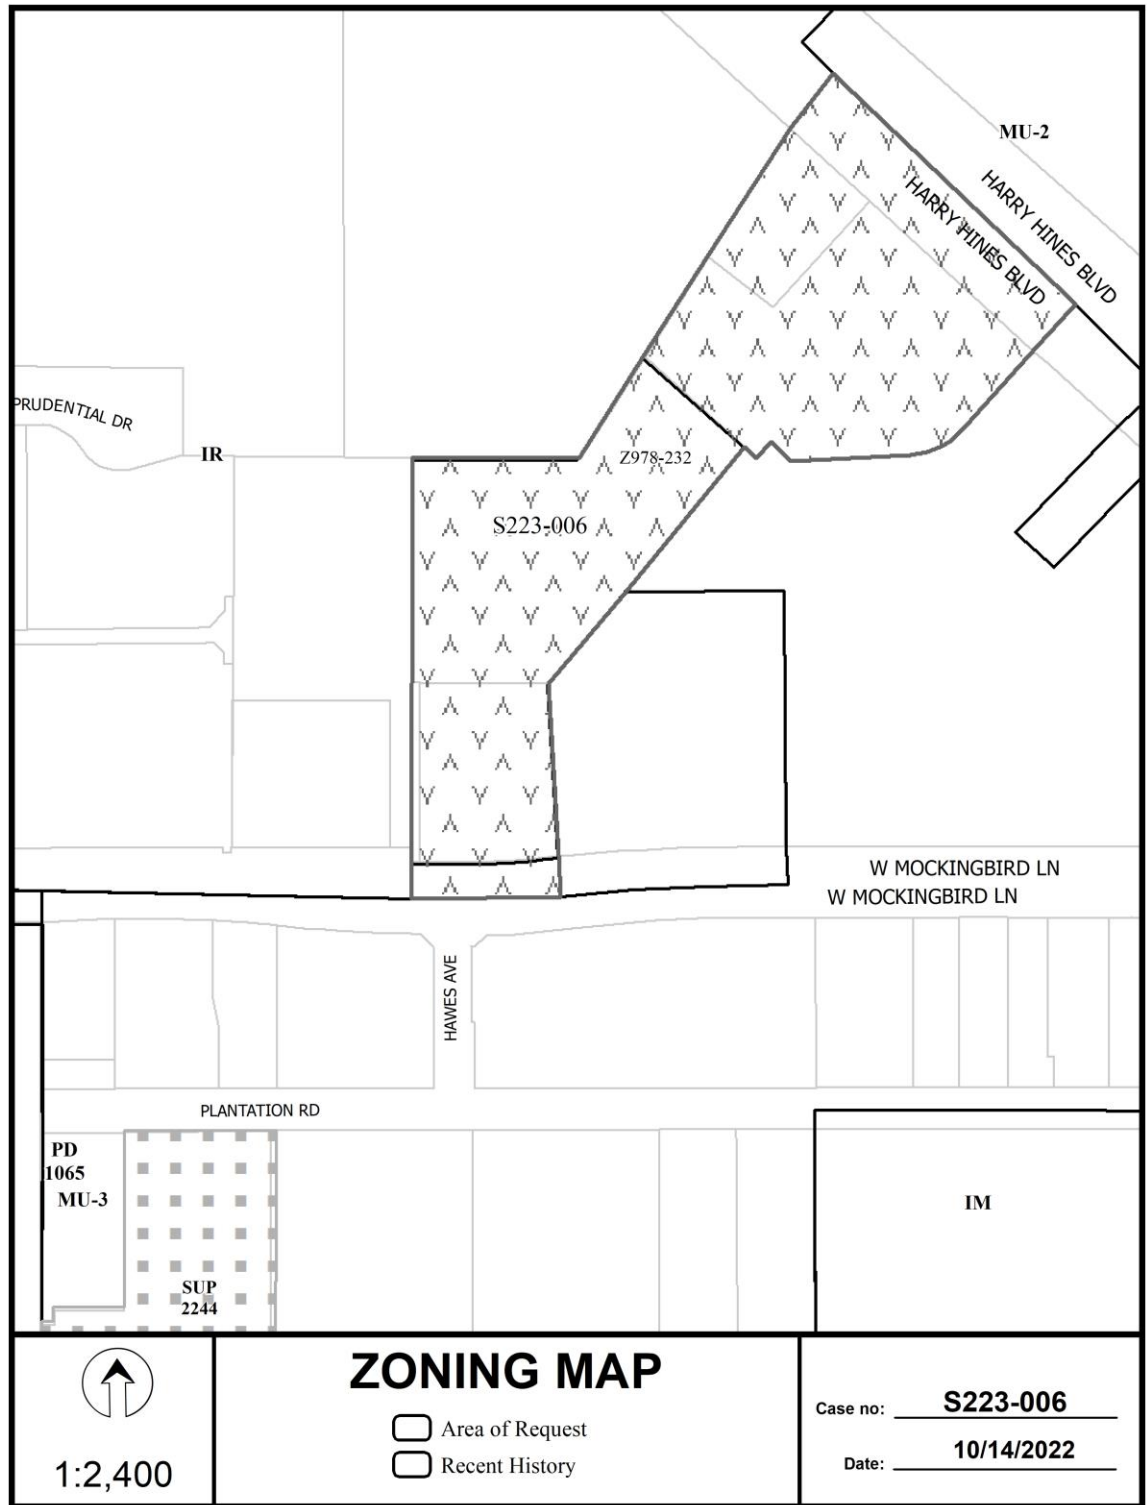 MU-2
HARRY HINES BLVD
HARRY HINES BLVD
PRUDENTIAL DR
IR
Z978-232
S223-006
W MOCKINGBIRD LN
W MOCKINGBIRD LN
HAWES AVE
PLANTATION RD
PD
1065
MU-3
IM
SUP
2244
1:2,400
ZONING MAP
Area of Request
Recent History
Case no: S223-006
Date: 10/14/2022